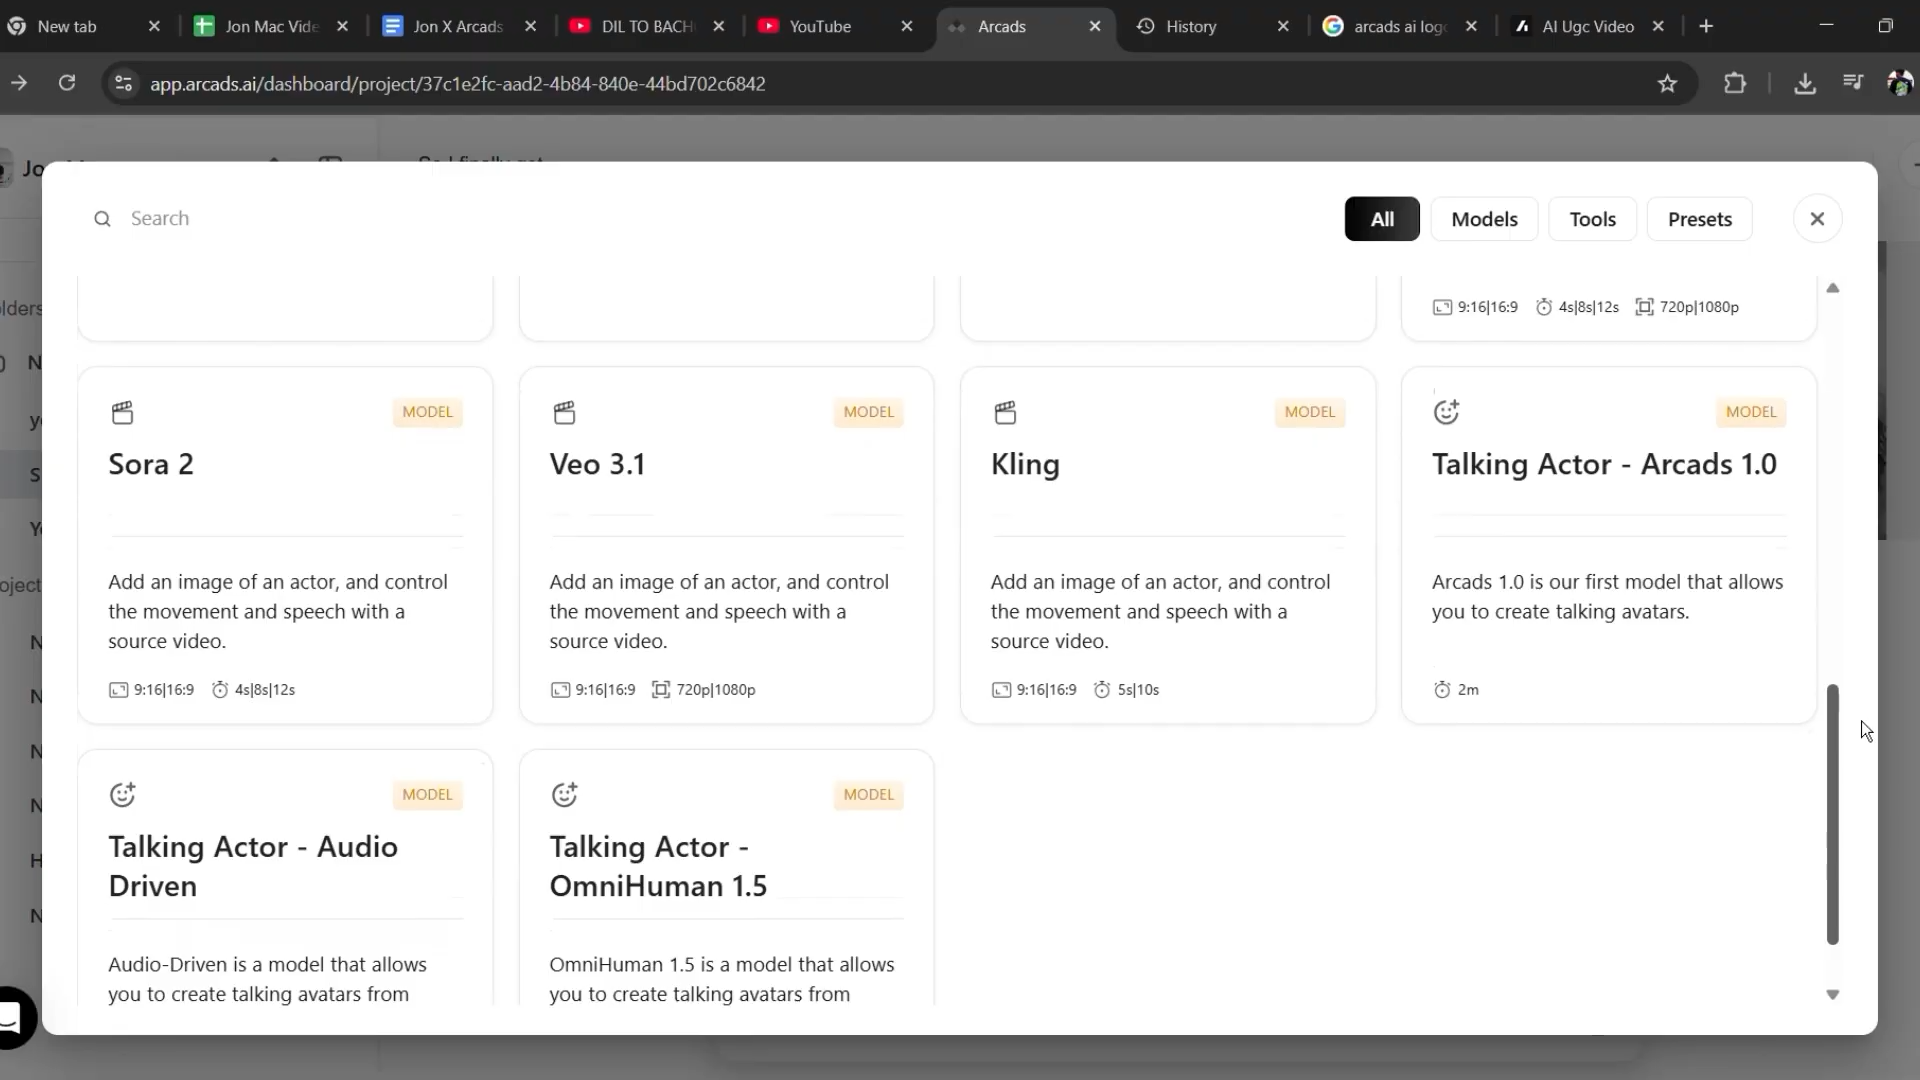 New tab
Jon Mac Vide
Jon X Arcads
DIL TO BACH
YouTube
Arcads
History
arcads ai log
AI Ugc Video
app.arcads.ai/dashboard/project/37c1e2fc-aad2-4b84-840e-44bd702c6842
So I finally got
Search
All
Models
Tools
Presets
9:16|16:9 4s|8s|12s 720p|1080p
MODEL
Sora 2
Add an image of an actor, and control
the movement and speech with a
source video.
9:16|16:9 4s|8s|12s
MODEL
Veo 3.1
Add an image of an actor, and control
the movement and speech with a
source video.
9:16|16:9 720p|1080p
MODEL
Kling
Add an image of an actor, and control
the movement and speech with a
source video.
9:16|16:9 5s|10s
MODEL
Talking Actor - Arcads 1.0
Arcads 1.0 is our first model that allows
you to create talking avatars.
2m
MODEL
Talking Actor - Audio
Driven
Audio-Driven is a model that allows
you to create talking avatars from
MODEL
Talking Actor -
OmniHuman 1.5
OmniHuman 1.5 is a model that allows
you to create talking avatars from